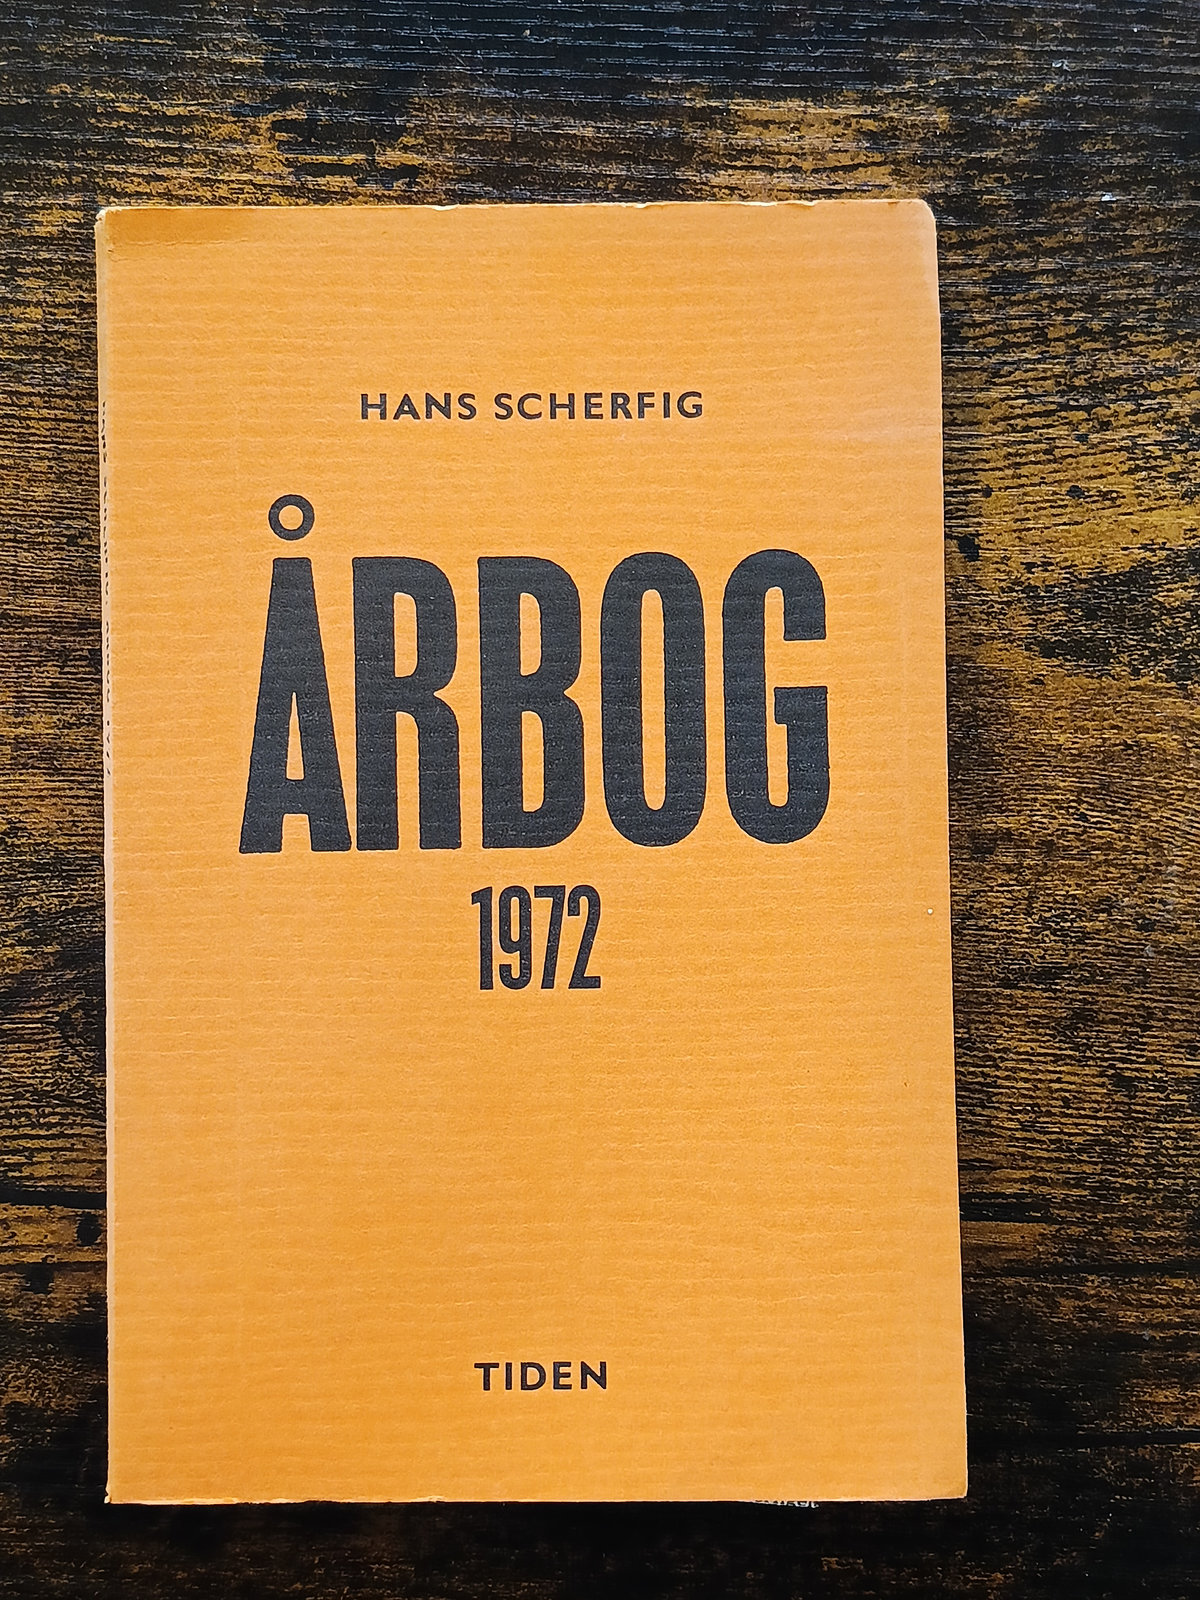 HANS SCHERFIG
ÅRBOG
1972
TIDEN